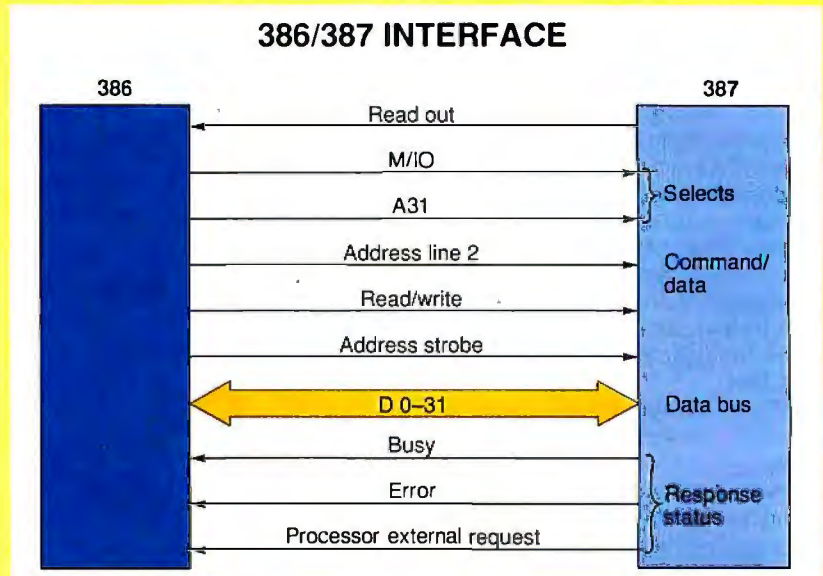 386/387 INTERFACE
386
387
Read out
M/IO
Selects
A31
Address line 2
Command/
data
Read/write
Address strobe
D 0–31
Data bus
Busy
Error
Response
status
Processor external request